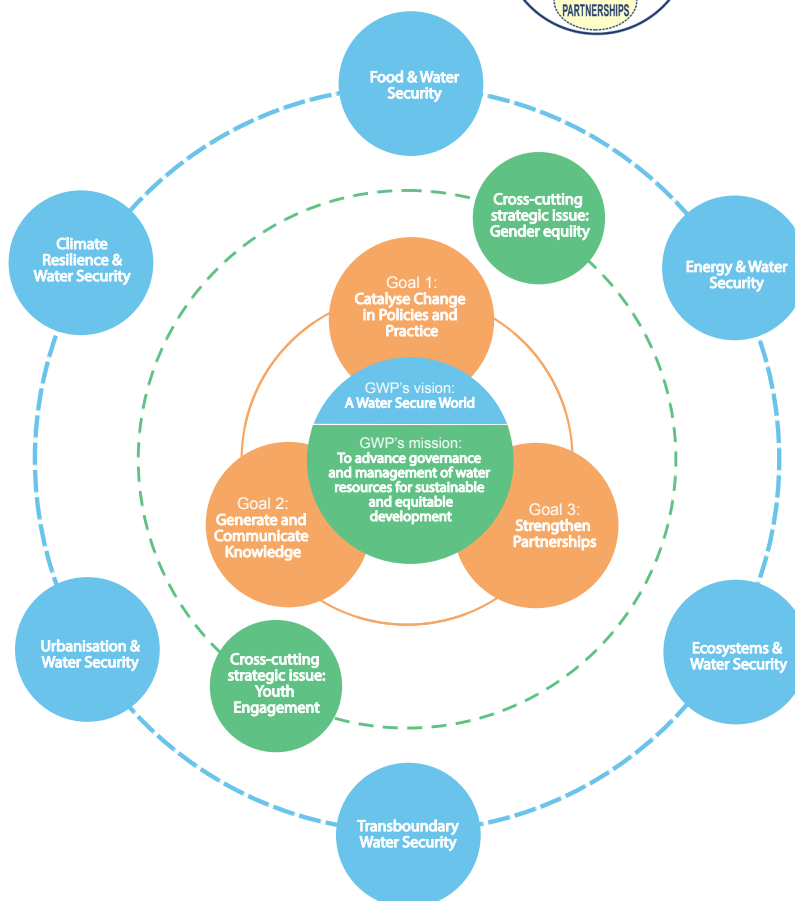 PARTNERSHIPS
Food & Water
Security
Cross-cutting
strategic issue:
Gender equiity
Climate
Resilience &
Water Security
Energy & Water
Security
Goal 1:
Catalyse Change
in Policies and
Practice
GWP's vision:
A Water Secure World
GWP's mission:
To advance governance
and management of water
resources for sustainable
and equitable
development
Goal 2:
Generate and
Communicate
Knowledge
Goal 3:
Strengthen
Partnerships
Urbanisation &
Water Security
Cross-cutting
strategic issue:
Youth
Engagement
Ecosystems &
Water Security
Transboundary
Water Security